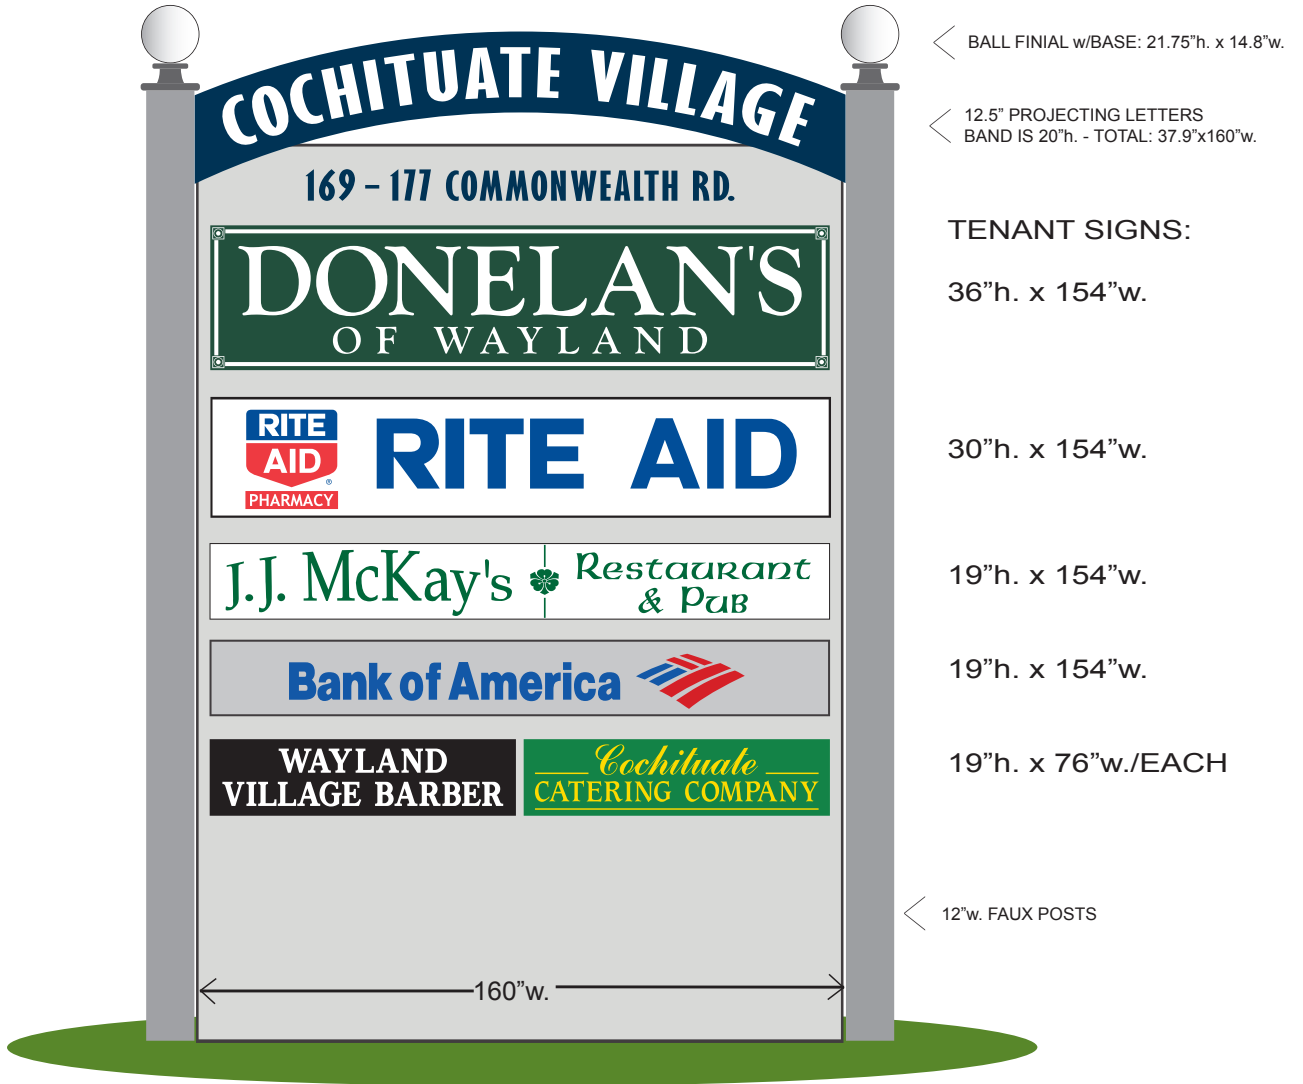 COCHITUATE VILLAGE
BALL FINIAL w/BASE: 21.75”h. x 14.8”w.
12.5” PROJECTING LETTERS
BAND IS 20”h. - TOTAL: 37.9”x160”w.
169 – 177 COMMONWEALTH RD.
TENANT SIGNS:
DONELAN'S
OF WAYLAND
36”h. x 154”w.
RITE
AID
®
PHARMACY
RITE AID
30”h. x 154”w.
J.J. McKay's
Restaurant
& Pub
19”h. x 154”w.
Bank of America
19”h. x 154”w.
WAYLAND
VILLAGE BARBER
Cochituate
CATERING COMPANY
19”h. x 76”w./EACH
12”w. FAUX POSTS
160”w.